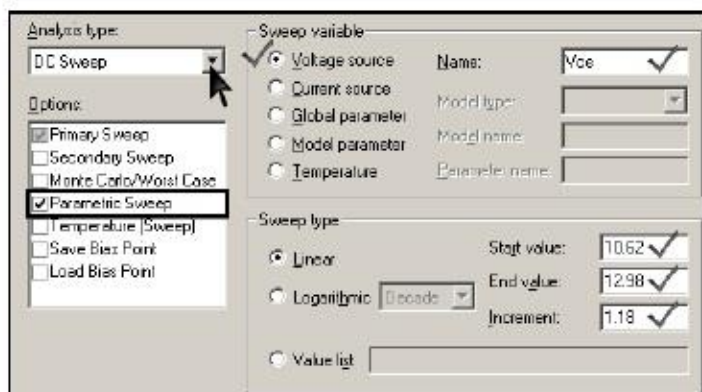 Analysis type:
DC Sweep
Options:
Primary Sweep
Secondary Sweep
Monte Carlo/Worst Case
Parametric Sweep
Temperature (Sweep)
Save Bias Point
Load Bias Point
Sweep variable
Voltage source
Current source
Global parameter
Model parameter
Temperature
Name:
Vce
Model type:
Model name:
Parameter name:
Sweep type
Linear
Logarithmic
Decade
Value list
Start value:
10.62
End value:
12.98
Increment:
1.18